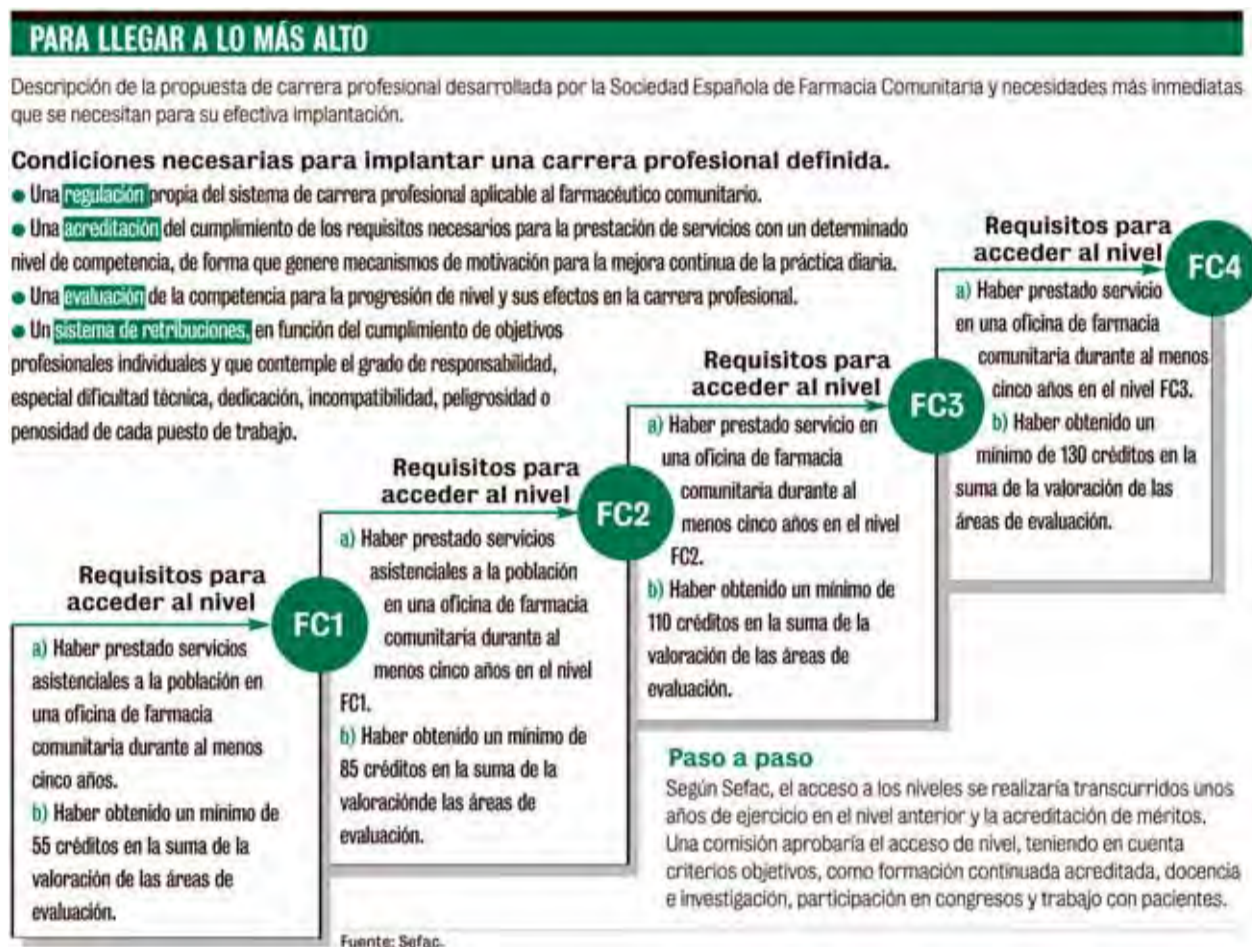 PARA LLEGAR A LO MÁS ALTO
Descripción de la propuesta de carrera profesional desarrollada por la Sociedad Española de Farmacia Comunitaria y necesidades más inmediatas
que se necesitan para su efectiva implantación.
Condiciones necesarias para implantar una carrera profesional definida.
● Una regulación propia del sistema de carrera profesional aplicable al farmacéutico comunitario.
● Una acreditación del cumplimiento de los requisitos necesarios para la prestación de servicios con un determinado
nivel de competencia, de forma que genere mecanismos de motivación para la mejora continua de la práctica diaria.
● Una evaluación de la competencia para la progresión de nivel y sus efectos en la carrera profesional.
● Un sistema de retribuciones, en función del cumplimiento de objetivos
profesionales individuales y que contemple el grado de responsabilidad,
especial dificultad técnica, dedicación, incompatibilidad, peligrosidad o
penosidad de cada puesto de trabajo.
Requisitos para
acceder al nivel
FC1
a) Haber prestado servicios
asistenciales a la población en
una oficina de farmacia
comunitaria durante al menos
cinco años.
b) Haber obtenido un mínimo de
55 créditos en la suma de la
valoración de las áreas de
evaluación.
Requisitos para
acceder al nivel
FC2
a) Haber prestado servicios
asistenciales a la población
en una oficina de farmacia
comunitaria durante al
menos cinco años en el nivel
FC1.
b) Haber obtenido un mínimo de
85 créditos en la suma de la
valoraciónde las áreas de
evaluación.
Requisitos para
acceder al nivel
FC3
a) Haber prestado servicio en
una oficina de farmacia
comunitaria durante al
menos cinco años en el nivel
FC2.
b) Haber obtenido un mínimo de
110 créditos en la suma de la
valoración de las áreas de
evaluación.
Requisitos para
acceder al nivel
FC4
a) Haber prestado servicio
en una oficina de farmacia
comunitaria durante al menos
cinco años en el nivel FC3.
b) Haber obtenido un
mínimo de 130 créditos en la
suma de la valoración de las
áreas de evaluación.
Paso a paso
Según Sefac, el acceso a los niveles se realizaría transcurridos unos
años de ejercicio en el nivel anterior y la acreditación de méritos.
Una comisión aprobaría el acceso de nivel, teniendo en cuenta
criterios objetivos, como formación continuada acreditada, docencia
e investigación, participación en congresos y trabajo con pacientes.
Fuente: Sefac.